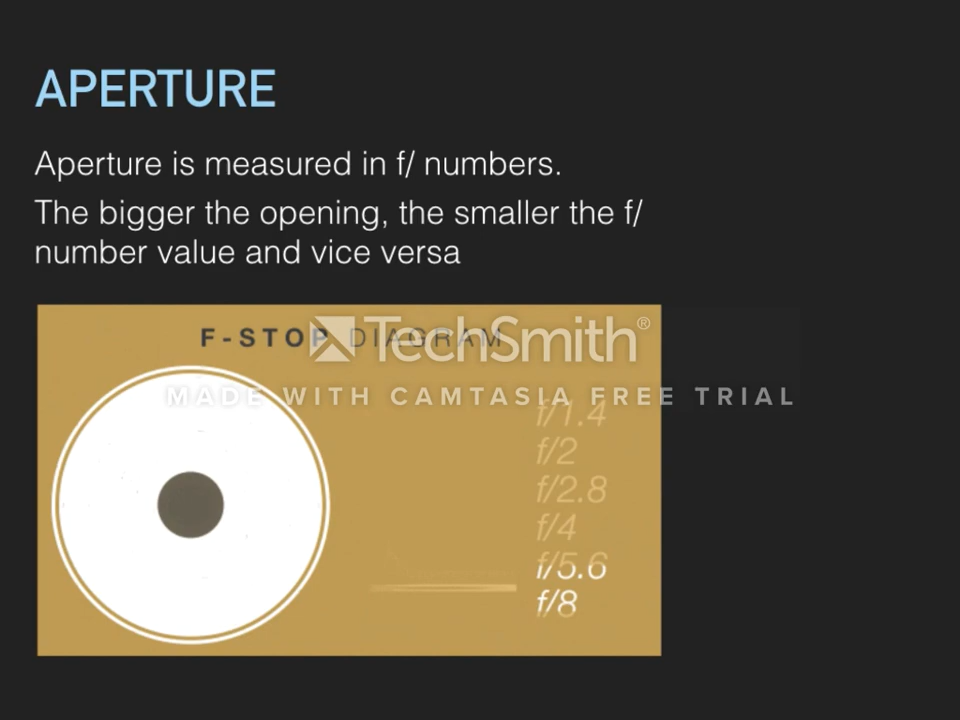 APERTURE
Aperture is measured in f/ numbers.
The bigger the opening, the smaller the f/
number value and vice versa
F-STOP DIAGRAM
TechSmith®
MADE WITH CAMTASIA FREE TRIAL
f/1.4
f/2
f/2.8
f/4
f/5.6
f/8